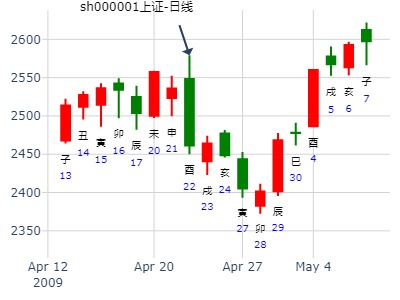 sh000001上证-日线
2600
2550
2500
2450
2400
2350
子
13
丑
14
寅
15
卯
16
辰
17
未
20
申
21
酉
22
戌
23
亥
24
寅
27
卯
28
辰
29
巳
30
酉
4
戌
5
亥
6
子
7
Apr 12
2009
Apr 20
Apr 27
May 4